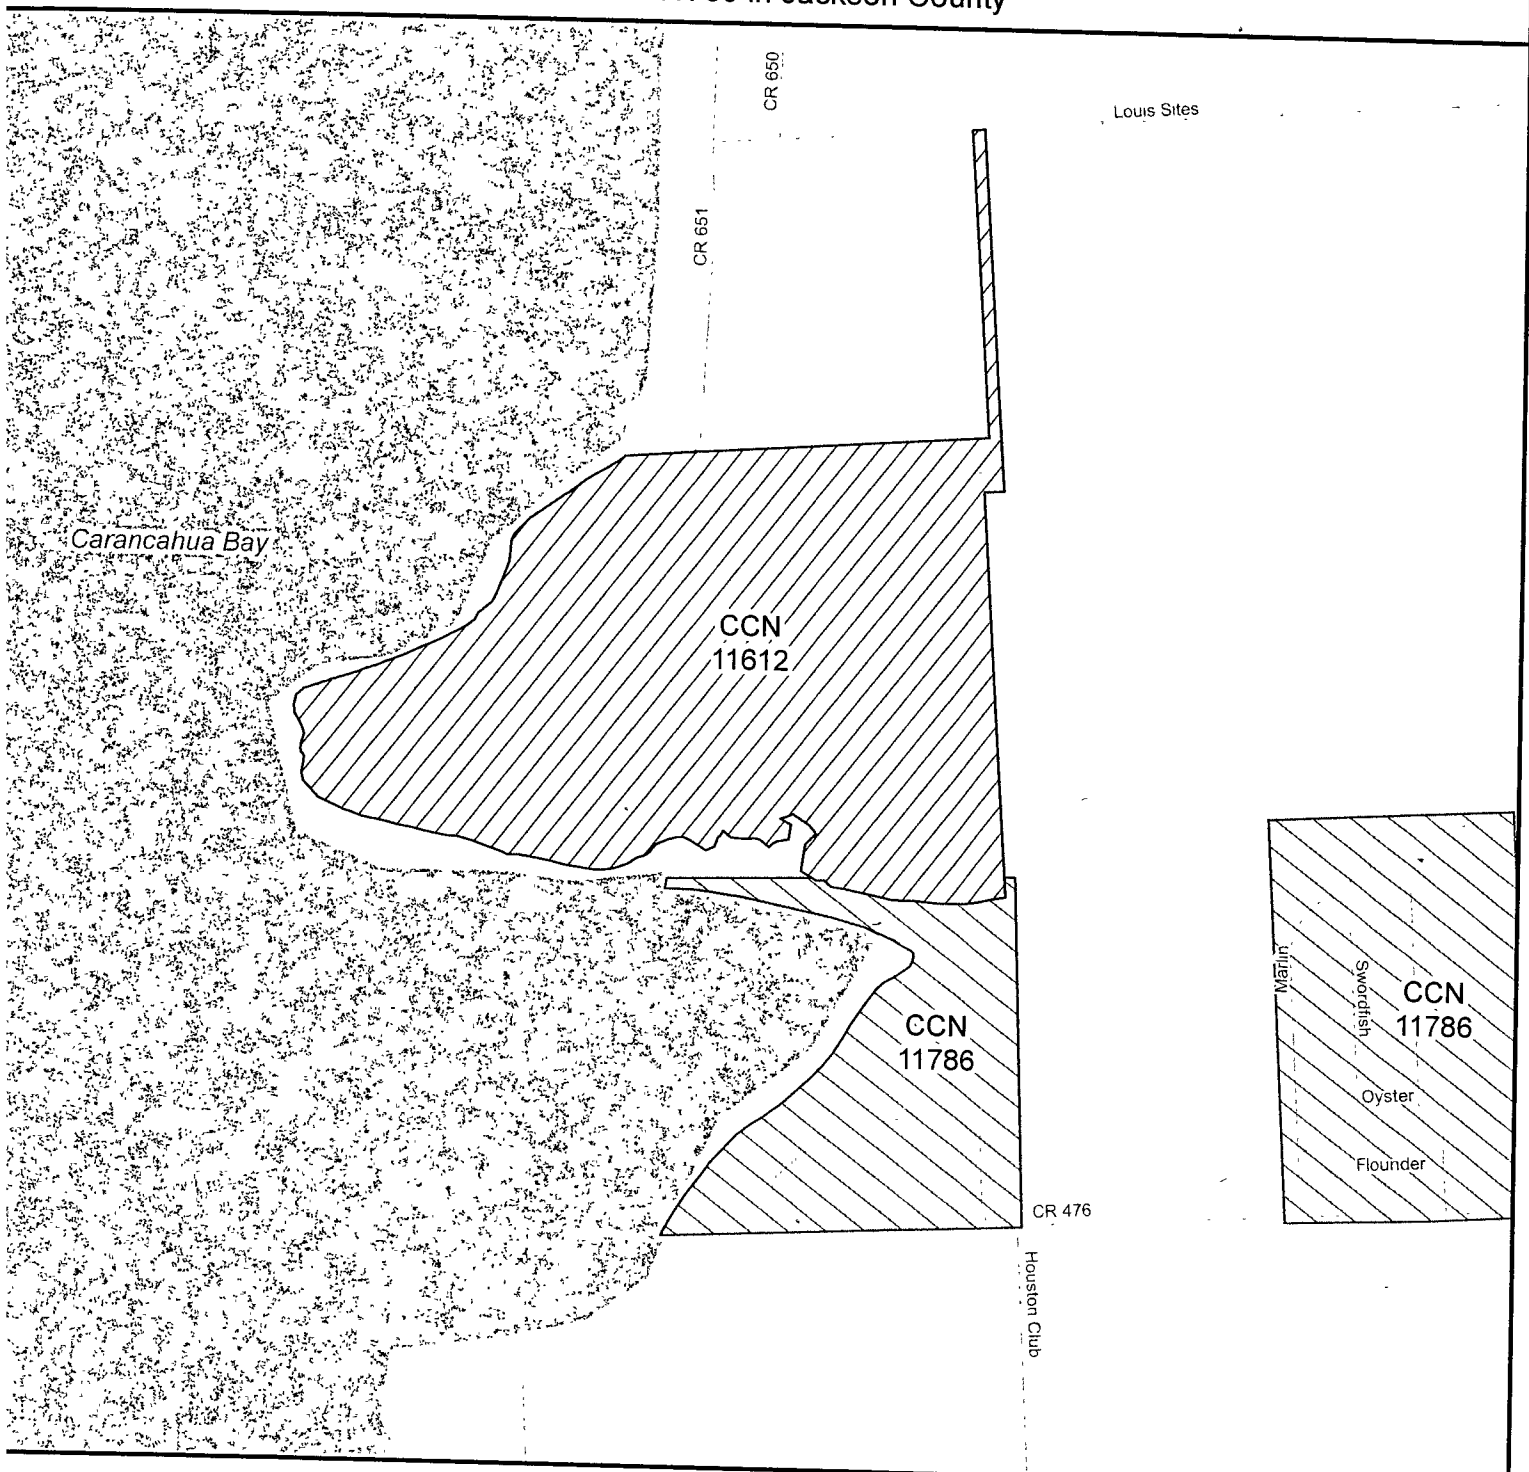 in Jackson County
CR 650
Louis Sites
CR 651
Carancahua Bay
CCN
11612
Marlin
Swordfish
CCN
11786
CCN
11786
Oyster
Flounder
CR 476
Houston Club